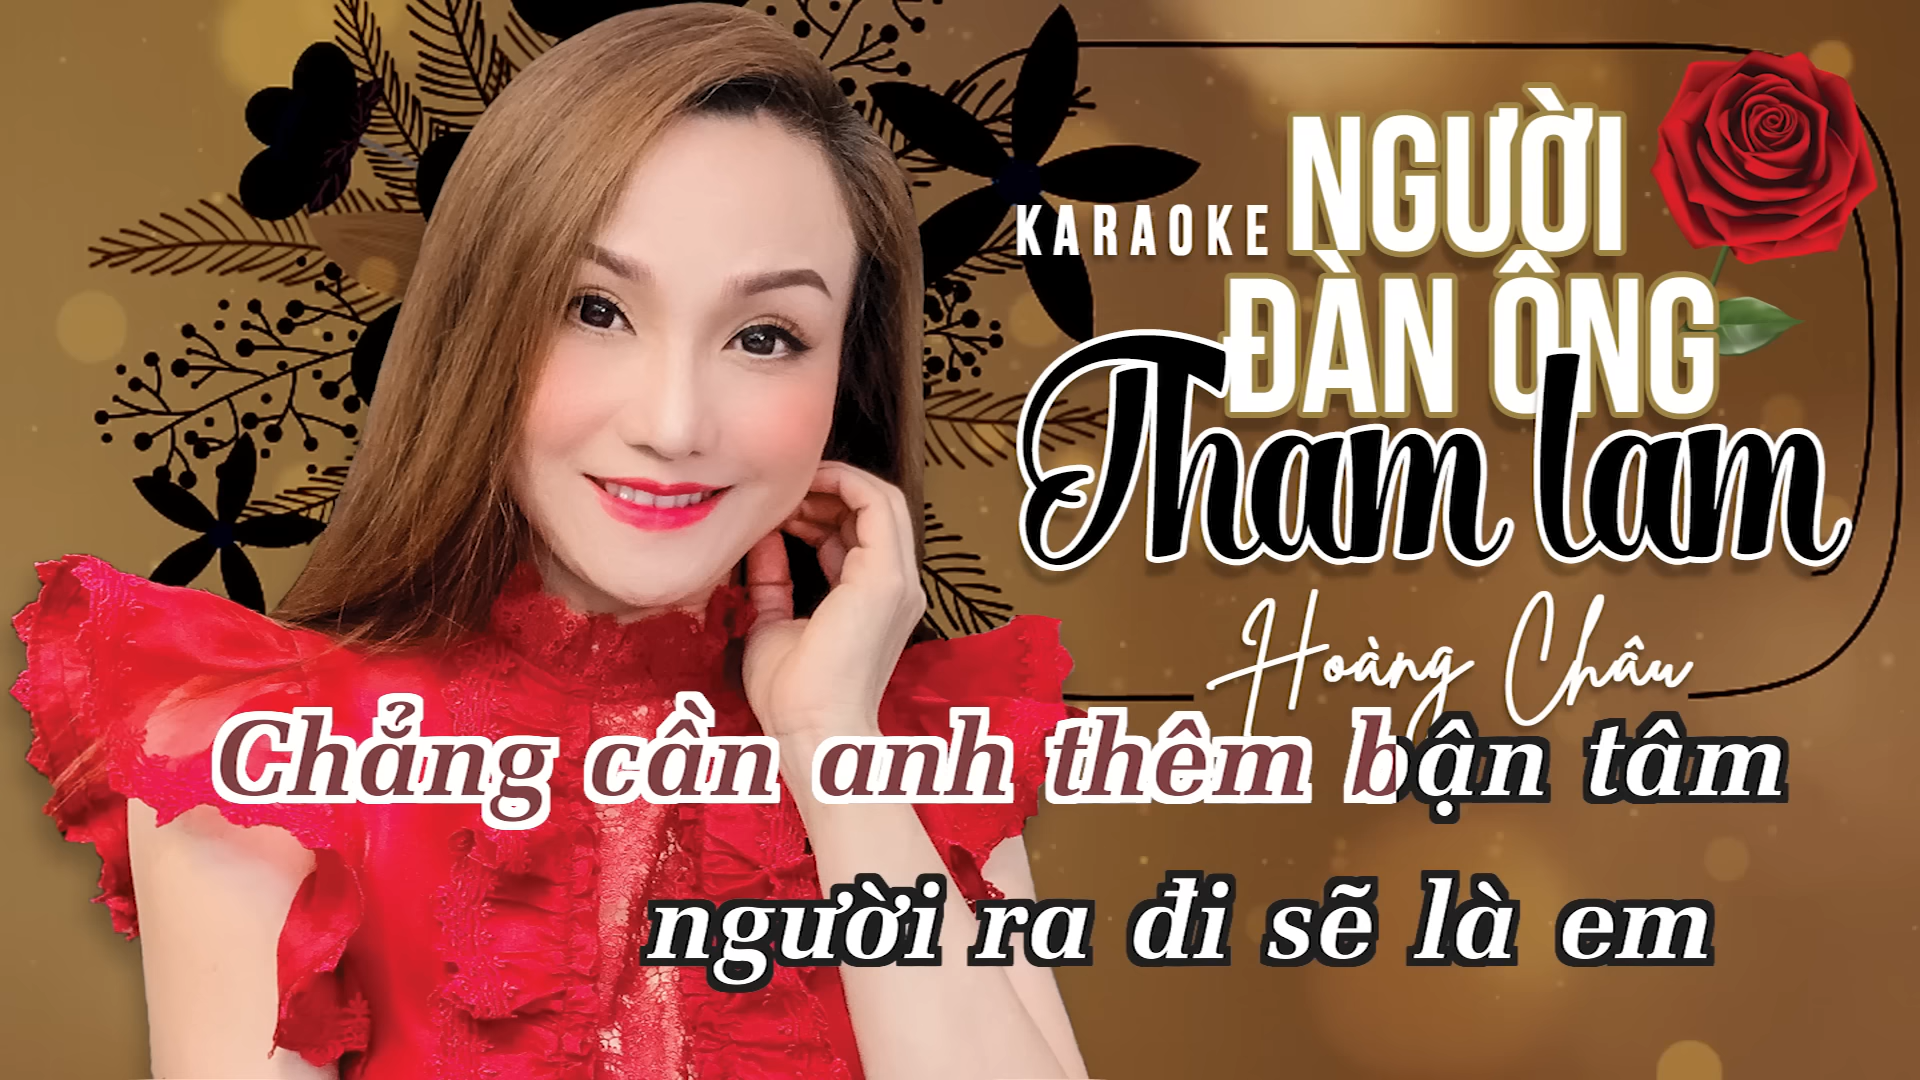 KARAOKE NGƯỜI
ĐÀN ÔNG
Tham lam
Hoàng Châu
Chẳng cần anh thêm bận tâm
người ra đi sẽ là em